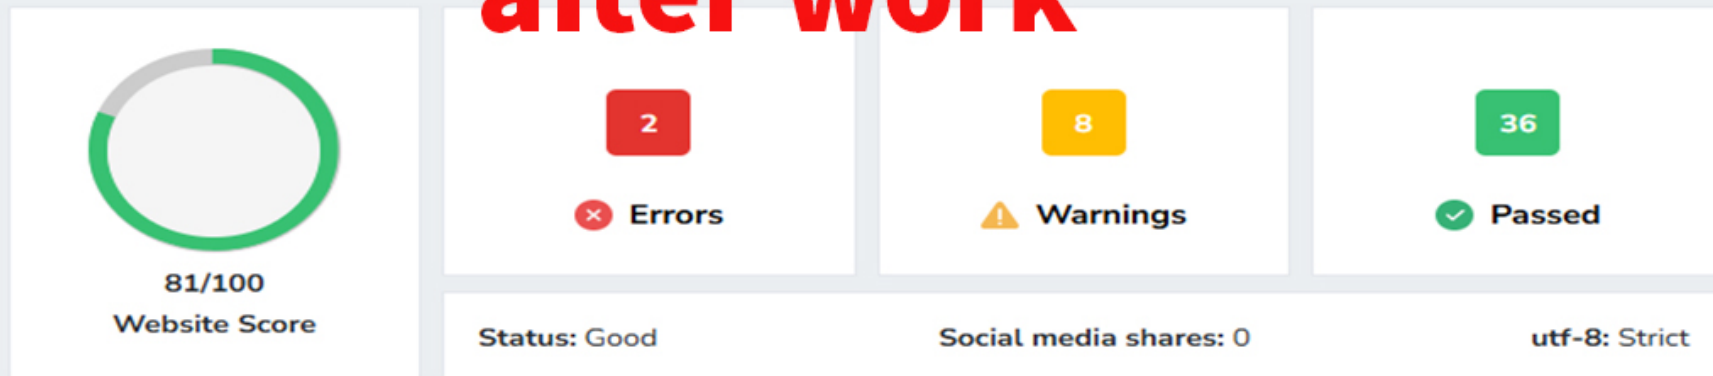 after work
2
8
36
Errors
Warnings
Passed
81/100
Website Score
Status: Good
Social media shares: 0
utf-8: Strict